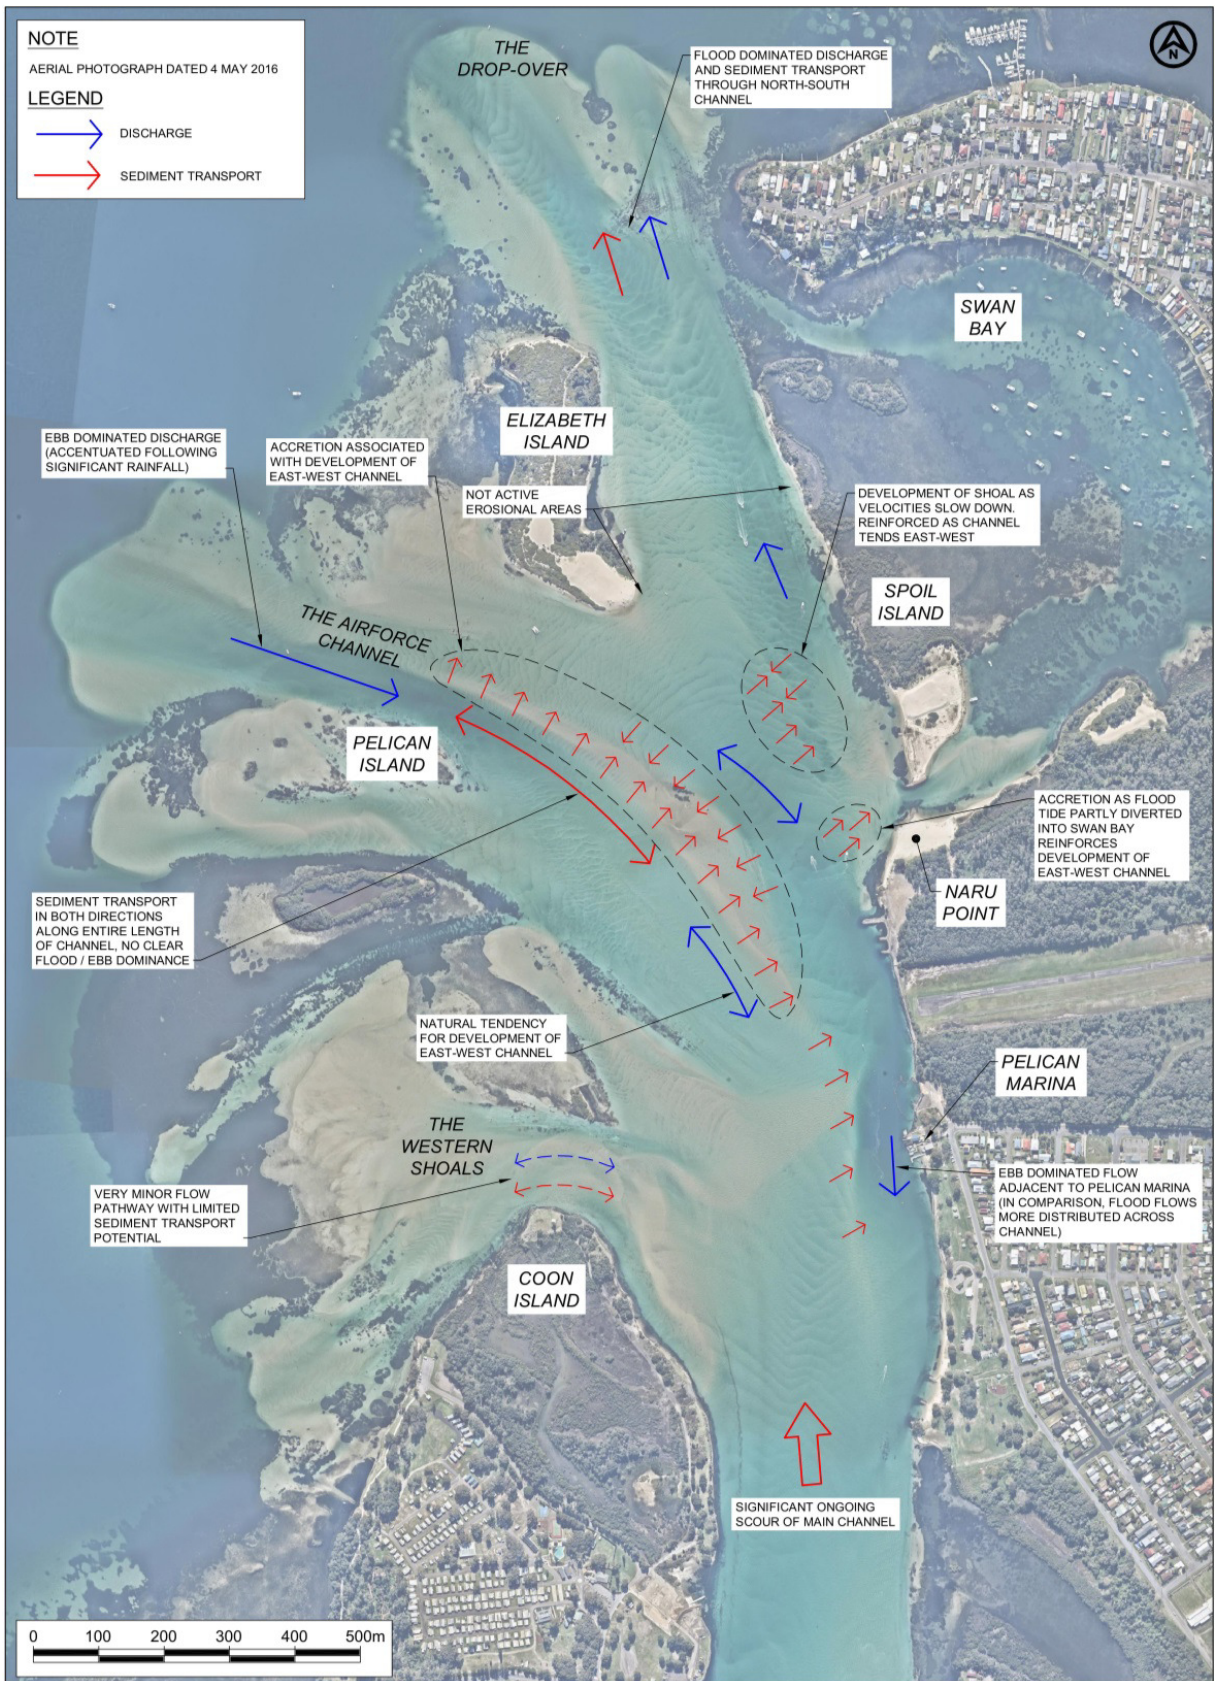 NOTE
AERIAL PHOTOGRAPH DATED 4 MAY 2016
LEGEND
DISCHARGE
SEDIMENT TRANSPORT
THE
DROP-OVER
FLOOD DOMINATED DISCHARGE
AND SEDIMENT TRANSPORT
THROUGH NORTH-SOUTH
CHANNEL
N
SWAN
BAY
ELIZABETH
ISLAND
EBB DOMINATED DISCHARGE
(ACCENTUATED FOLLOWING
SIGNIFICANT RAINFALL)
ACCRETION ASSOCIATED
WITH DEVELOPMENT OF
EAST-WEST CHANNEL
NOT ACTIVE
EROSIONAL AREAS
DEVELOPMENT OF SHOAL AS
VELOCITIES SLOW DOWN.
REINFORCED AS CHANNEL
TENDS EAST-WEST
SPOIL
ISLAND
THE AIRFORCE
CHANNEL
PELICAN
ISLAND
ACCRETION AS FLOOD
TIDE PARTLY DIVERTED
INTO SWAN BAY
REINFORCES
DEVELOPMENT OF
EAST-WEST CHANNEL
NARU
POINT
SEDIMENT TRANSPORT
IN BOTH DIRECTIONS
ALONG ENTIRE LENGTH
OF CHANNEL, NO CLEAR
FLOOD / EBB DOMINANCE
NATURAL TENDENCY
FOR DEVELOPMENT OF
EAST-WEST CHANNEL
PELICAN
MARINA
THE
WESTERN
SHOALS
VERY MINOR FLOW
PATHWAY WITH LIMITED
SEDIMENT TRANSPORT
POTENTIAL
EBB DOMINATED FLOW
ADJACENT TO PELICAN MARINA
(IN COMPARISON, FLOOD FLOWS
MORE DISTRIBUTED ACROSS
CHANNEL)
COON
ISLAND
SIGNIFICANT ONGOING
SCOUR OF MAIN CHANNEL
0 100 200 300 400 500m